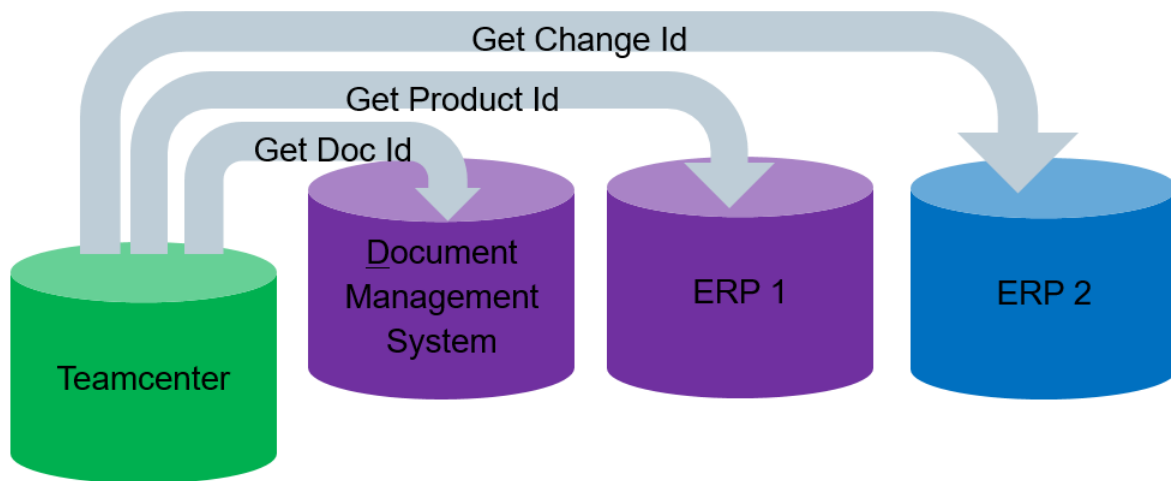 Get Change Id
Get Product Id
Get Doc Id
Document
Management
System
ERP 1
ERP 2
Teamcenter